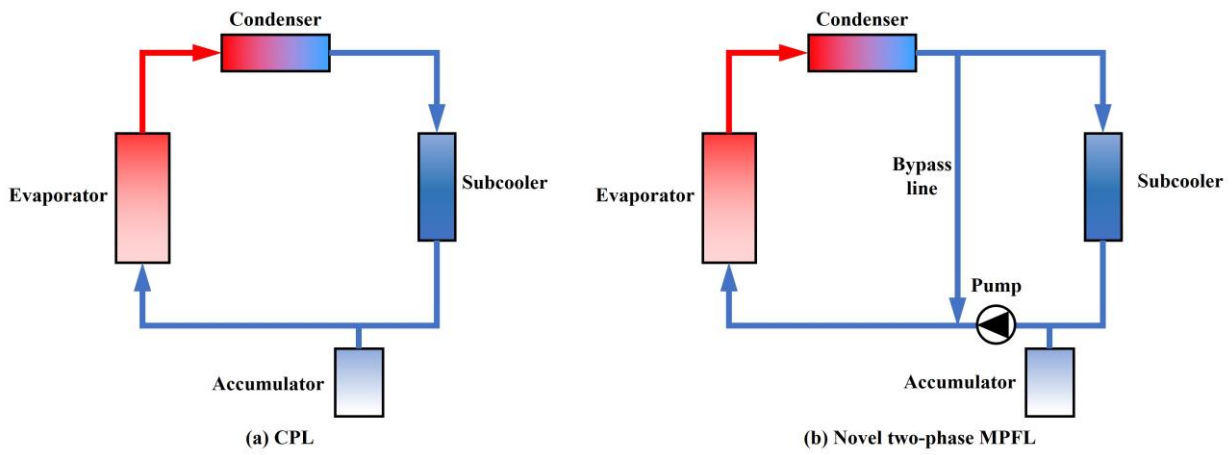 Condenser
Evaporator
Subcooler
Accumulator
(a) CPL
Condenser
Evaporator
Bypass
line
Subcooler
Pump
Accumulator
(b) Novel two-phase MPFL